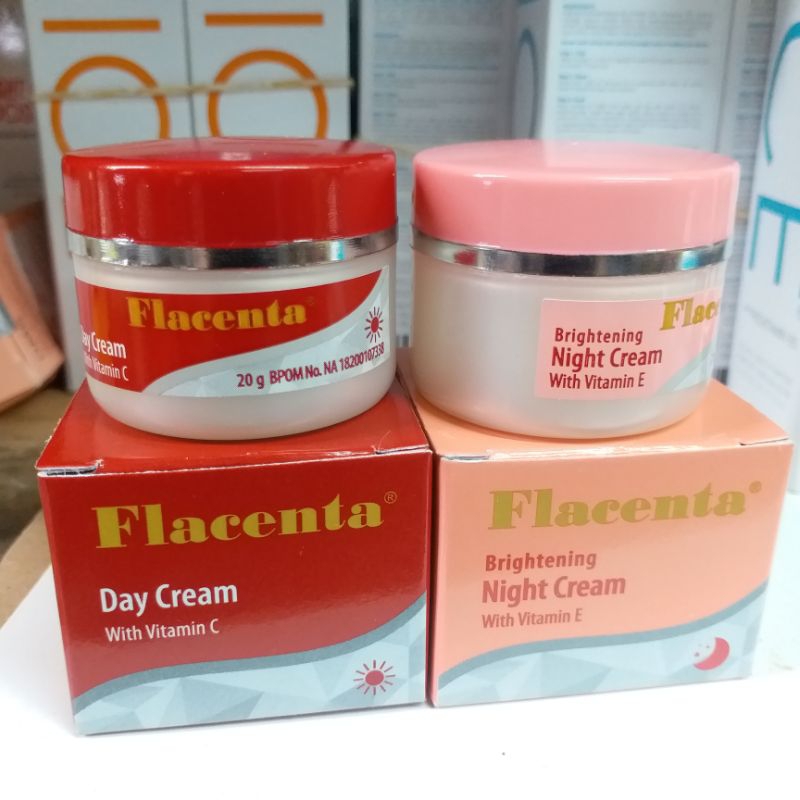 Flacenta®
Day Cream
With Vitamin C
20 g BPOM No. NA 18200107338
Brightening
Night Cream
With Vitamin E
Flacenta®
Day Cream
With Vitamin C
Flacenta®
Brightening
Night Cream
With Vitamin E